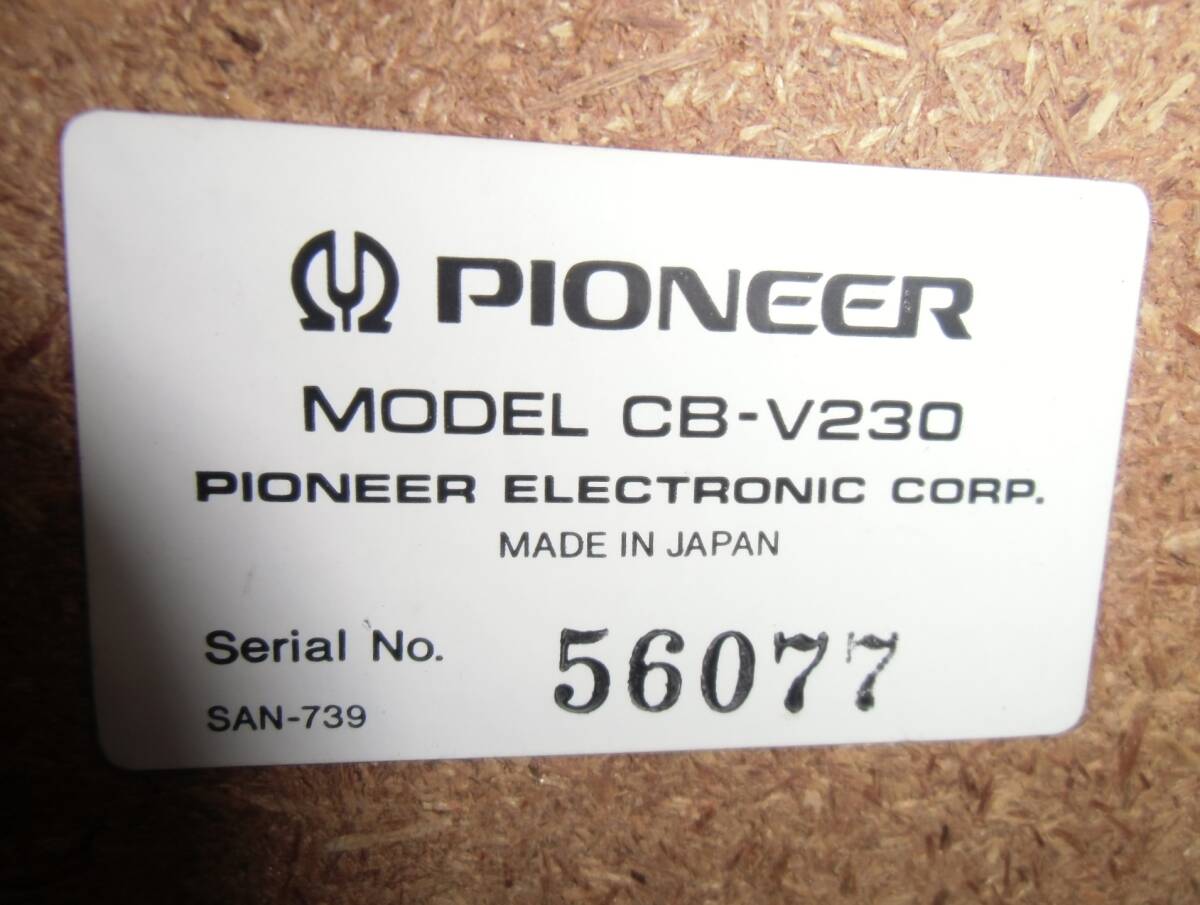 PIONEER
MODEL CB-V230
PIONEER ELECTRONIC CORP.
MADE IN JAPAN
Serial No. 56077
SAN-739